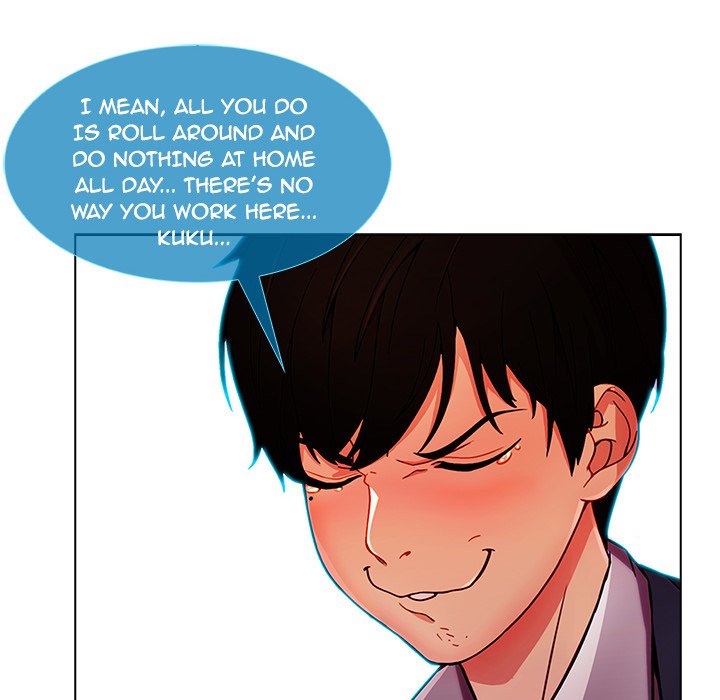 I MEAN, ALL YOU DO
IS ROLL AROUND AND
DO NOTHING AT HOME
ALL DAY... THERE'S NO
WAY YOU WORK HERE...
KUKU...